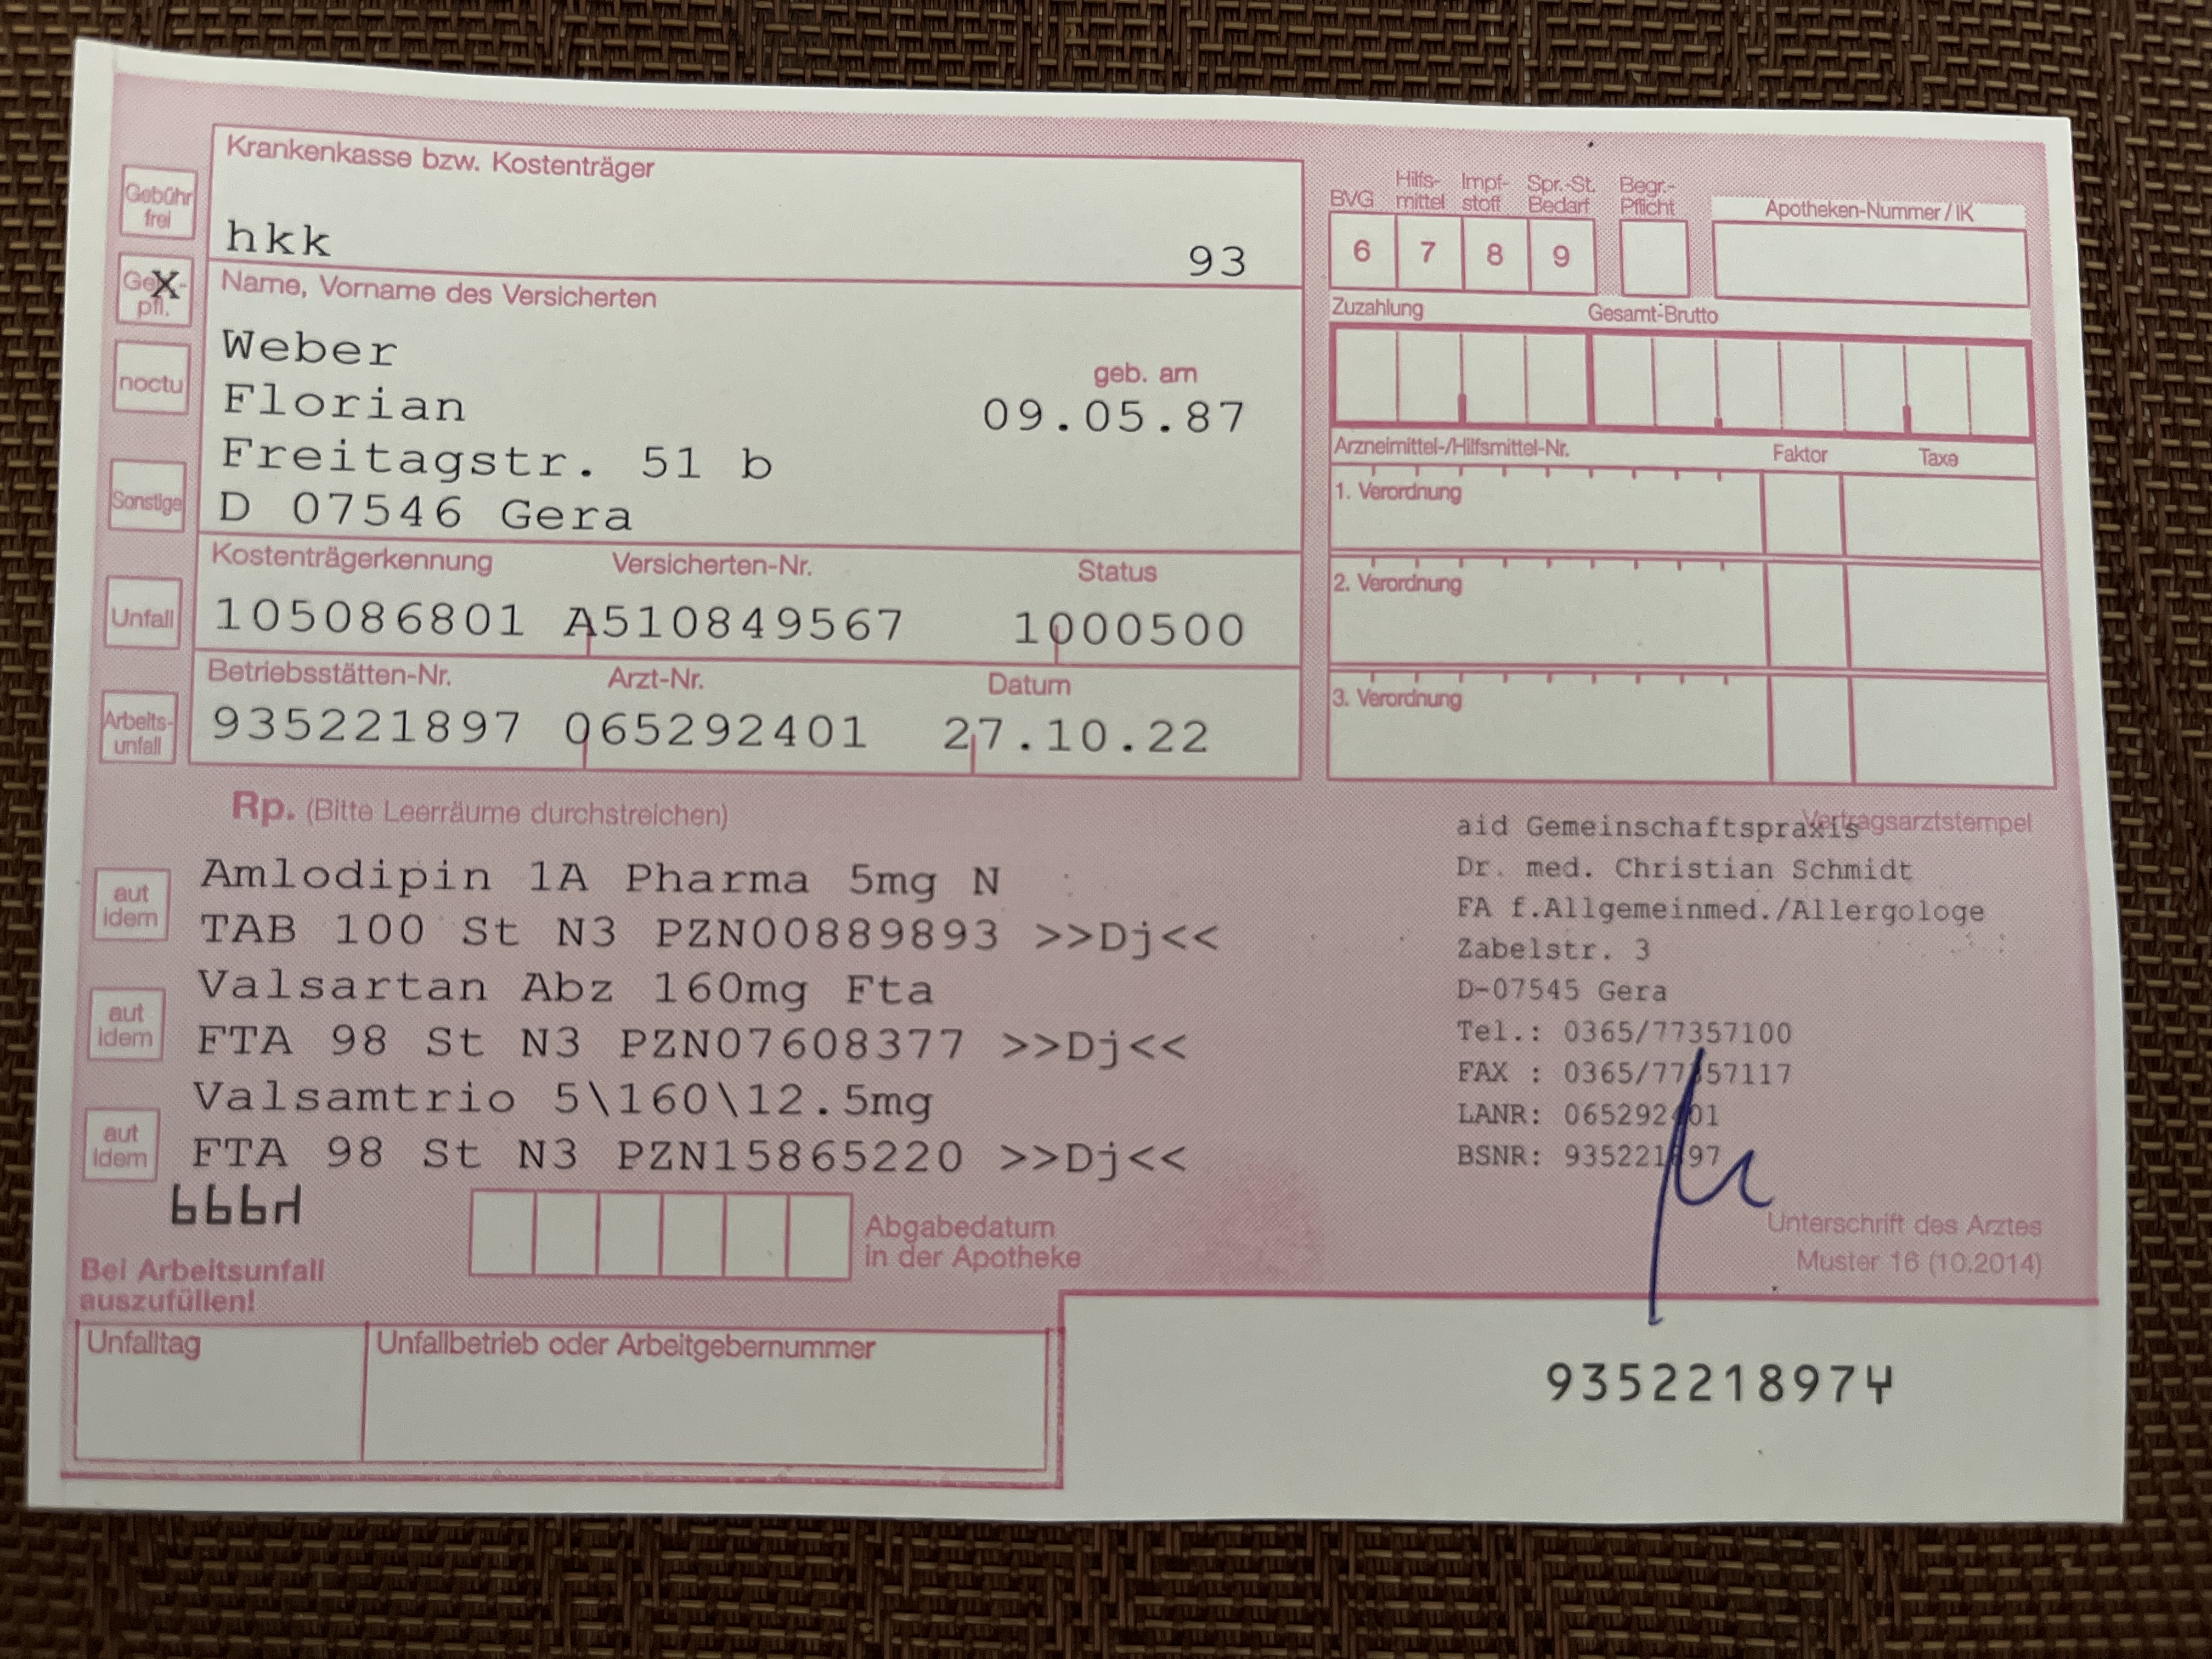 Krankenkasse bzw. Kostenträger
hkk 93
Name, Vorname des Versicherten
Weber
geb. am
Florian 09.05.87
Freitagstr. 51 b
D 07546 Gera
Kostenträgerkennung Versicherten-Nr. Status
105086801 A510849567 1000500
Betriebsstätten-Nr. Arzt-Nr. Datum
935221897 065292401 27.10.22
Gebühr frei
Geb.-pfl. X
noctu
Sonstige
Unfall
Arbeits-unfall
BVG Hilfs-mittel Impf-stoff Spr.-St. Bedarf Begr.-Pflicht Apotheken-Nummer / IK
6 7 8 9
Zuzahlung Gesamt-Brutto
Arzneimittel-/Hilfsmittel-Nr. Faktor Taxe
1. Verordnung
2. Verordnung
3. Verordnung
Rp. (Bitte Leerräume durchstreichen)
Vertragsarztstempel
Amlodipin 1A Pharma 5mg N
aut idem TAB 100 St N3 PZN00889893 >>Dj<<
Valsartan Abz 160mg Fta
aut idem FTA 98 St N3 PZN07608377 >>Dj<<
Valsamtrio 5\160\12.5mg
aut idem FTA 98 St N3 PZN15865220 >>Dj<<
aid Gemeinschaftspraxis
Dr. med. Christian Schmidt
FA f.Allgemeinmed./Allergologe
Zabelstr. 3
D-07545 Gera
Tel.: 0365/77357100
FAX : 0365/77357117
LANR: 065292401
BSNR: 935221897
Bei Arbeitsunfall
auszufüllen!
Abgabedatum
in der Apotheke
Unterschrift des Arztes
Muster 16 (10.2014)
Unfalltag Unfallbetrieb oder Arbeitgebernummer
9352218974